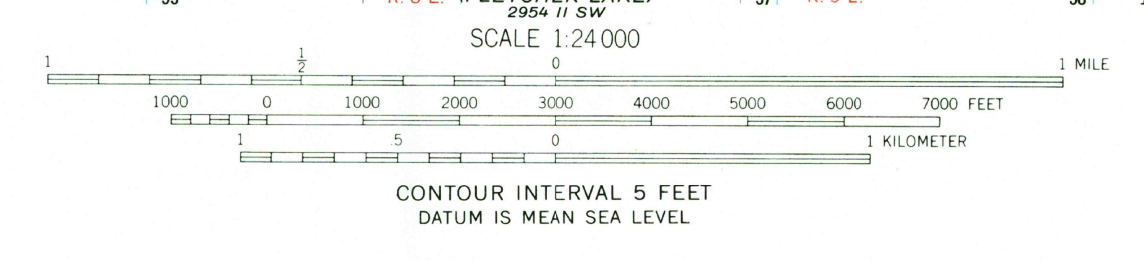 2954 II SW
SCALE 1:24 000
1 1/2 0 1 MILE
1000 0 1000 2000 3000 4000 5000 6000 7000 FEET
1 .5 0 1 KILOMETER
CONTOUR INTERVAL 5 FEET
DATUM IS MEAN SEA LEVEL